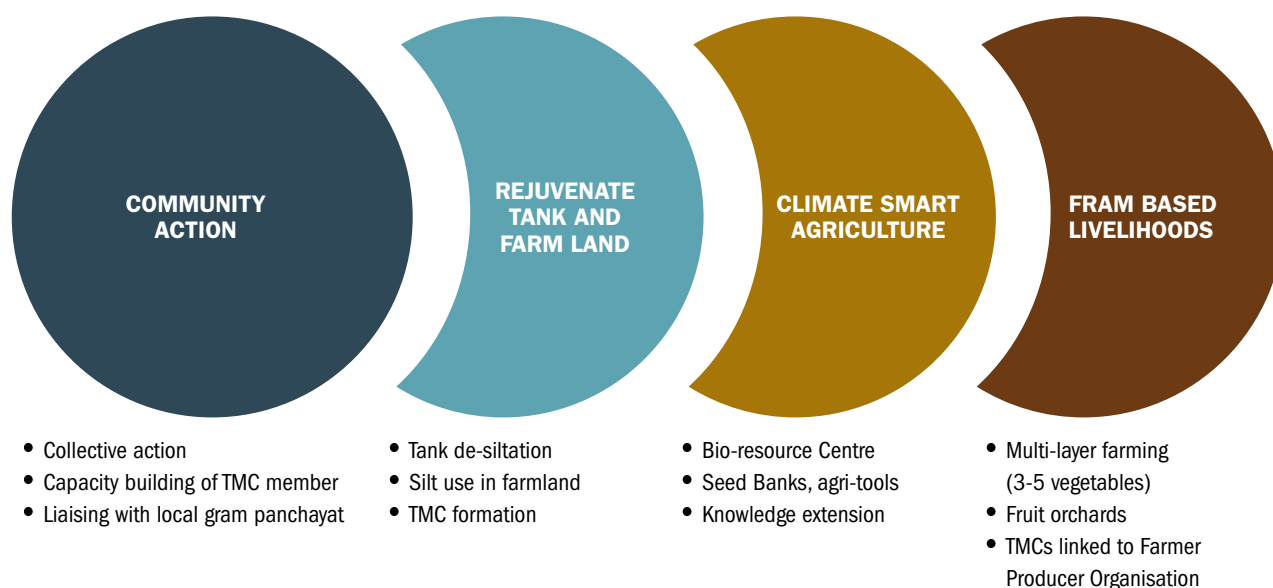 COMMUNITY
ACTION
REJUVENATE
TANK AND
FARM LAND
CLIMATE SMART
AGRICULTURE
FRAM BASED
LIVELIHOODS
• Collective action
• Capacity building of TMC member
• Liaising with local gram panchayat
• Tank de-siltation
• Silt use in farmland
• TMC formation
• Bio-resource Centre
• Seed Banks, agri-tools
• Knowledge extension
• Multi-layer farming
(3-5 vegetables)
• Fruit orchards
• TMCs linked to Farmer
Producer Organisation